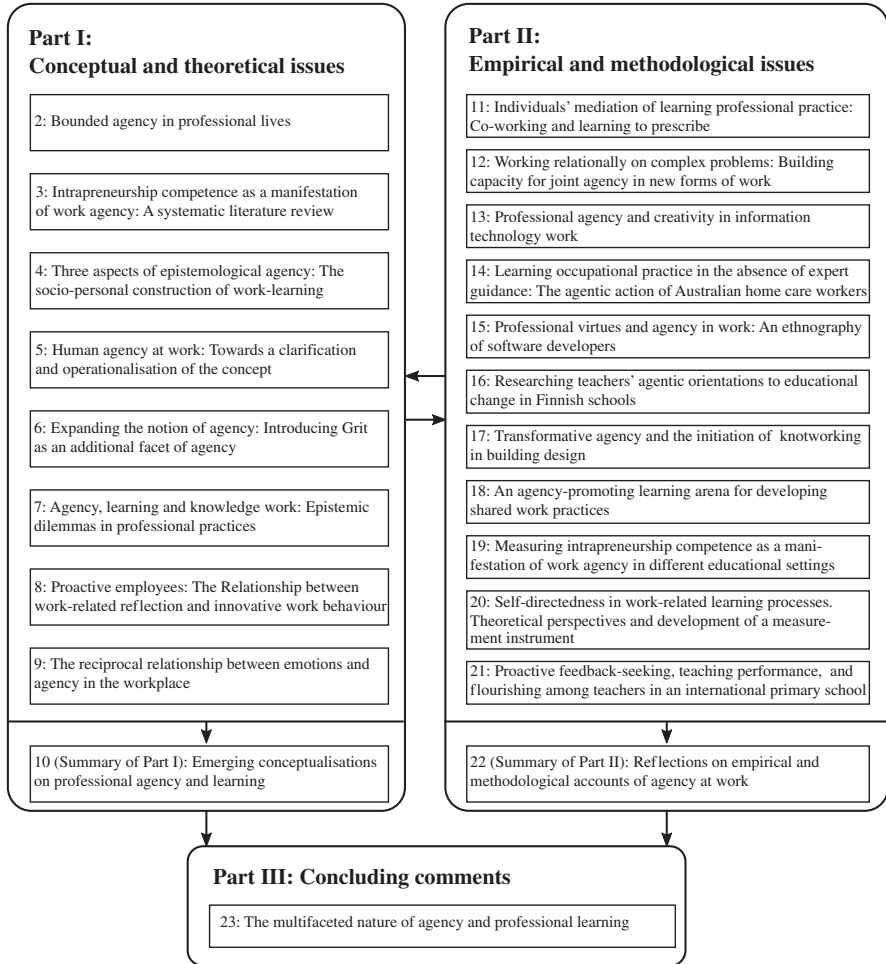 Part I:
Conceptual and theoretical issues
2: Bounded agency in professional lives
3: Intrapreneurship competence as a manifestation
of work agency: A systematic literature review
4: Three aspects of epistemological agency: The
socio-personal construction of work-learning
5: Human agency at work: Towards a clarification
and operationalisation of the concept
6: Expanding the notion of agency: Introducing Grit
as an additional facet of agency
7: Agency, learning and knowledge work: Epistemic
dilemmas in professional practices
8: Proactive employees: The Relationship between
work-related reflection and innovative work behaviour
9: The reciprocal relationship between emotions and
agency in the workplace
10 (Summary of Part I): Emerging conceptualisations
on professional agency and learning
Part II:
Empirical and methodological issues
11: Individuals' mediation of learning professional practice:
Co-working and learning to prescribe
12: Working relationally on complex problems: Building
capacity for joint agency in new forms of work
13: Professional agency and creativity in information
technology work
14: Learning occupational practice in the absence of expert
guidance: The agentic action of Australian home care workers
15: Professional virtues and agency in work: An ethnography
of software developers
16: Researching teachers' agentic orientations to educational
change in Finnish schools
17: Transformative agency and the initiation of knotworking
in building design
18: An agency-promoting learning arena for developing
shared work practices
19: Measuring intrapreneurship competence as a mani-
festation of work agency in different educational settings
20: Self-directedness in work-related learning processes.
Theoretical perspectives and development of a measure-
ment instrument
21: Proactive feedback-seeking, teaching performance, and
flourishing among teachers in an international primary school
22 (Summary of Part II): Reflections on empirical and
methodological accounts of agency at work
Part III: Concluding comments
23: The multifaceted nature of agency and professional learning